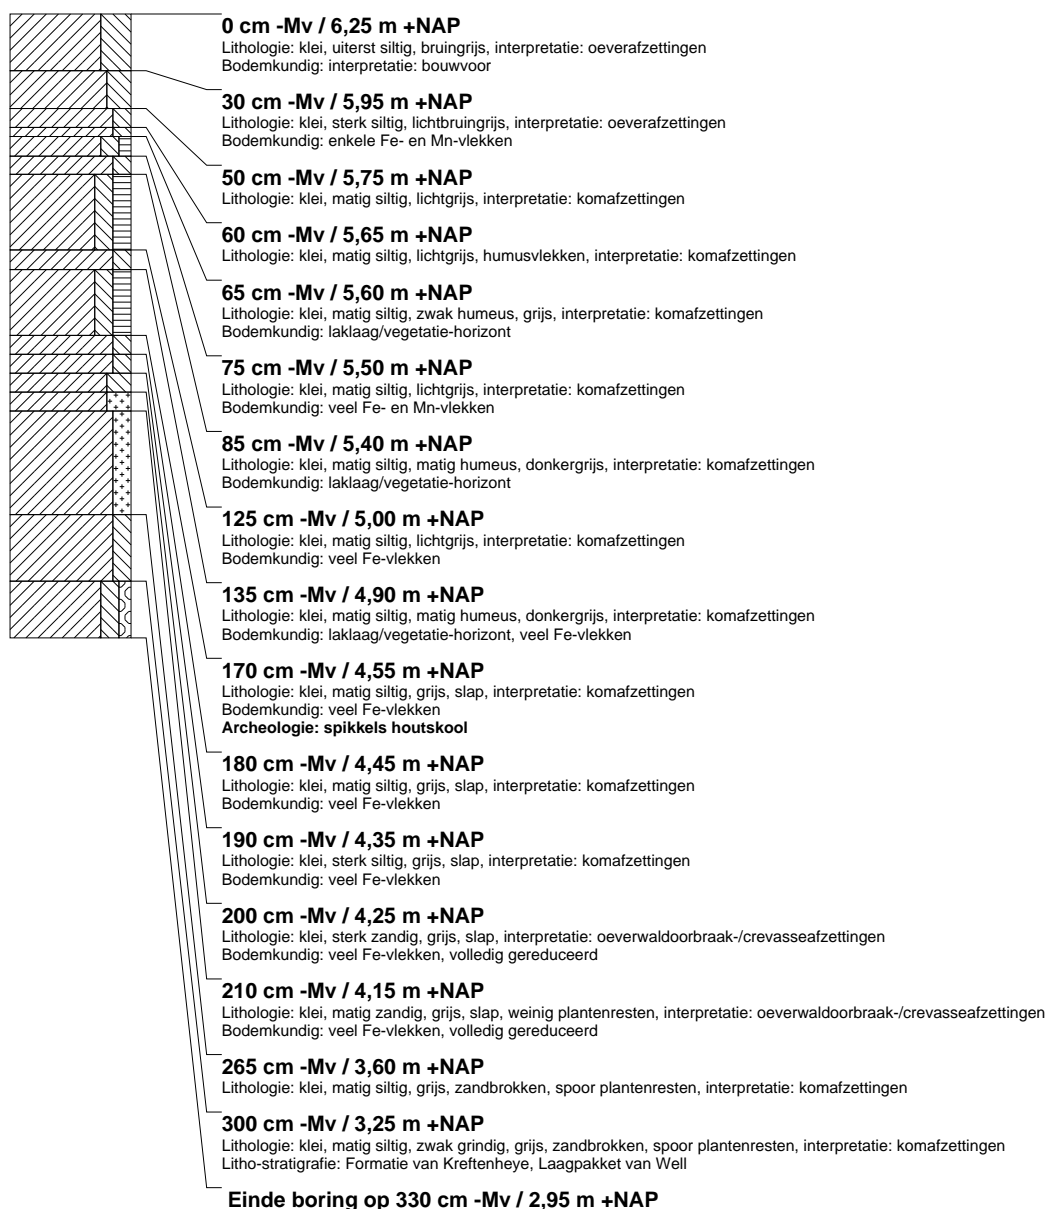 0 cm -Mv / 6,25 m +NAP
Lithologie: klei, uiterst siltig, bruingrijs, interpretatie: oeverafzettingen
Bodemkundig: interpretatie: bouwvoor
30 cm -Mv / 5,95 m +NAP
Lithologie: klei, sterk siltig, lichtbruingrijs, interpretatie: oeverafzettingen
Bodemkundig: enkele Fe- en Mn-vlekken
50 cm -Mv / 5,75 m +NAP
Lithologie: klei, matig siltig, lichtgrijs, interpretatie: komafzettingen
60 cm -Mv / 5,65 m +NAP
Lithologie: klei, matig siltig, lichtgrijs, humusvlekken, interpretatie: komafzettingen
65 cm -Mv / 5,60 m +NAP
Lithologie: klei, matig siltig, zwak humeus, grijs, interpretatie: komafzettingen
Bodemkundig: laklaag/vegetatie-horizont
75 cm -Mv / 5,50 m +NAP
Lithologie: klei, matig siltig, lichtgrijs, interpretatie: komafzettingen
Bodemkundig: veel Fe- en Mn-vlekken
85 cm -Mv / 5,40 m +NAP
Lithologie: klei, matig siltig, matig humeus, donkergrijs, interpretatie: komafzettingen
Bodemkundig: laklaag/vegetatie-horizont
125 cm -Mv / 5,00 m +NAP
Lithologie: klei, matig siltig, lichtgrijs, interpretatie: komafzettingen
Bodemkundig: veel Fe-vlekken
135 cm -Mv / 4,90 m +NAP
Lithologie: klei, matig siltig, matig humeus, donkergrijs, interpretatie: komafzettingen
Bodemkundig: laklaag/vegetatie-horizont, veel Fe-vlekken
170 cm -Mv / 4,55 m +NAP
Lithologie: klei, matig siltig, grijs, slap, interpretatie: komafzettingen
Bodemkundig: veel Fe-vlekken
Archeologie: spikkels houtskool
180 cm -Mv / 4,45 m +NAP
Lithologie: klei, matig siltig, grijs, slap, interpretatie: komafzettingen
Bodemkundig: veel Fe-vlekken
190 cm -Mv / 4,35 m +NAP
Lithologie: klei, sterk siltig, grijs, slap, interpretatie: komafzettingen
Bodemkundig: veel Fe-vlekken
200 cm -Mv / 4,25 m +NAP
Lithologie: klei, sterk zandig, grijs, slap, interpretatie: oeverwaldoorbraak-/crevasseafzettingen
Bodemkundig: veel Fe-vlekken, volledig gereduceerd
210 cm -Mv / 4,15 m +NAP
Lithologie: klei, matig zandig, grijs, slap, weinig plantenresten, interpretatie: oeverwaldoorbraak-/crevasseafzettingen
Bodemkundig: veel Fe-vlekken, volledig gereduceerd
265 cm -Mv / 3,60 m +NAP
Lithologie: klei, matig siltig, grijs, zandbrokken, spoor plantenresten, interpretatie: komafzettingen
300 cm -Mv / 3,25 m +NAP
Lithologie: klei, matig siltig, zwak grindig, grijs, zandbrokken, spoor plantenresten, interpretatie: komafzettingen
Litho-stratigrafie: Formatie van Kreftenheye, Laagpakket van Well
Einde boring op 330 cm -Mv / 2,95 m +NAP